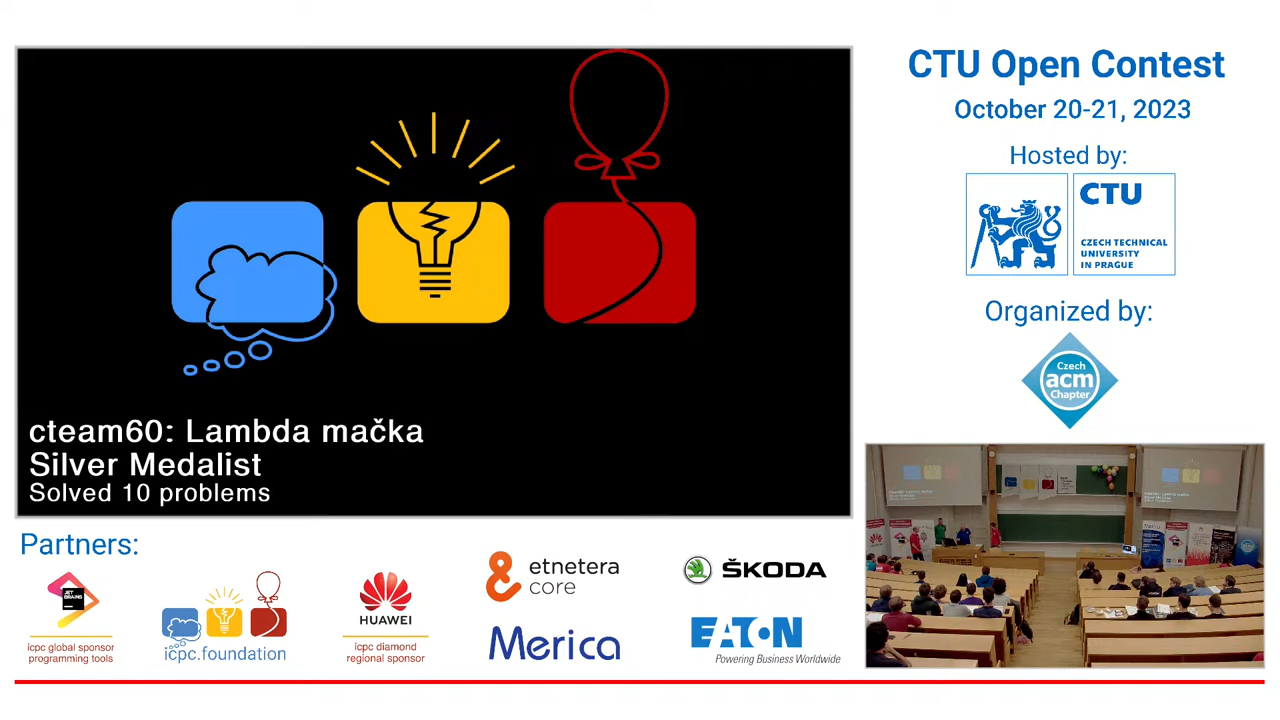 CTU Open Contest
October 20-21, 2023
Hosted by:
CTU
CZECH TECHNICAL
UNIVERSITY
IN PRAGUE
Organized by:
Czech
acm
Chapter
cteam60: Lambda mačka
Silver Medalist
Solved 10 problems
Partners:
JET
BRAINS
icpc global sponsor
programming tools
icpc.foundation
HUAWEI
icpc diamond
regional sponsor
etnetera
core
Merica
ŠKODA
EATON
Powering Business Worldwide